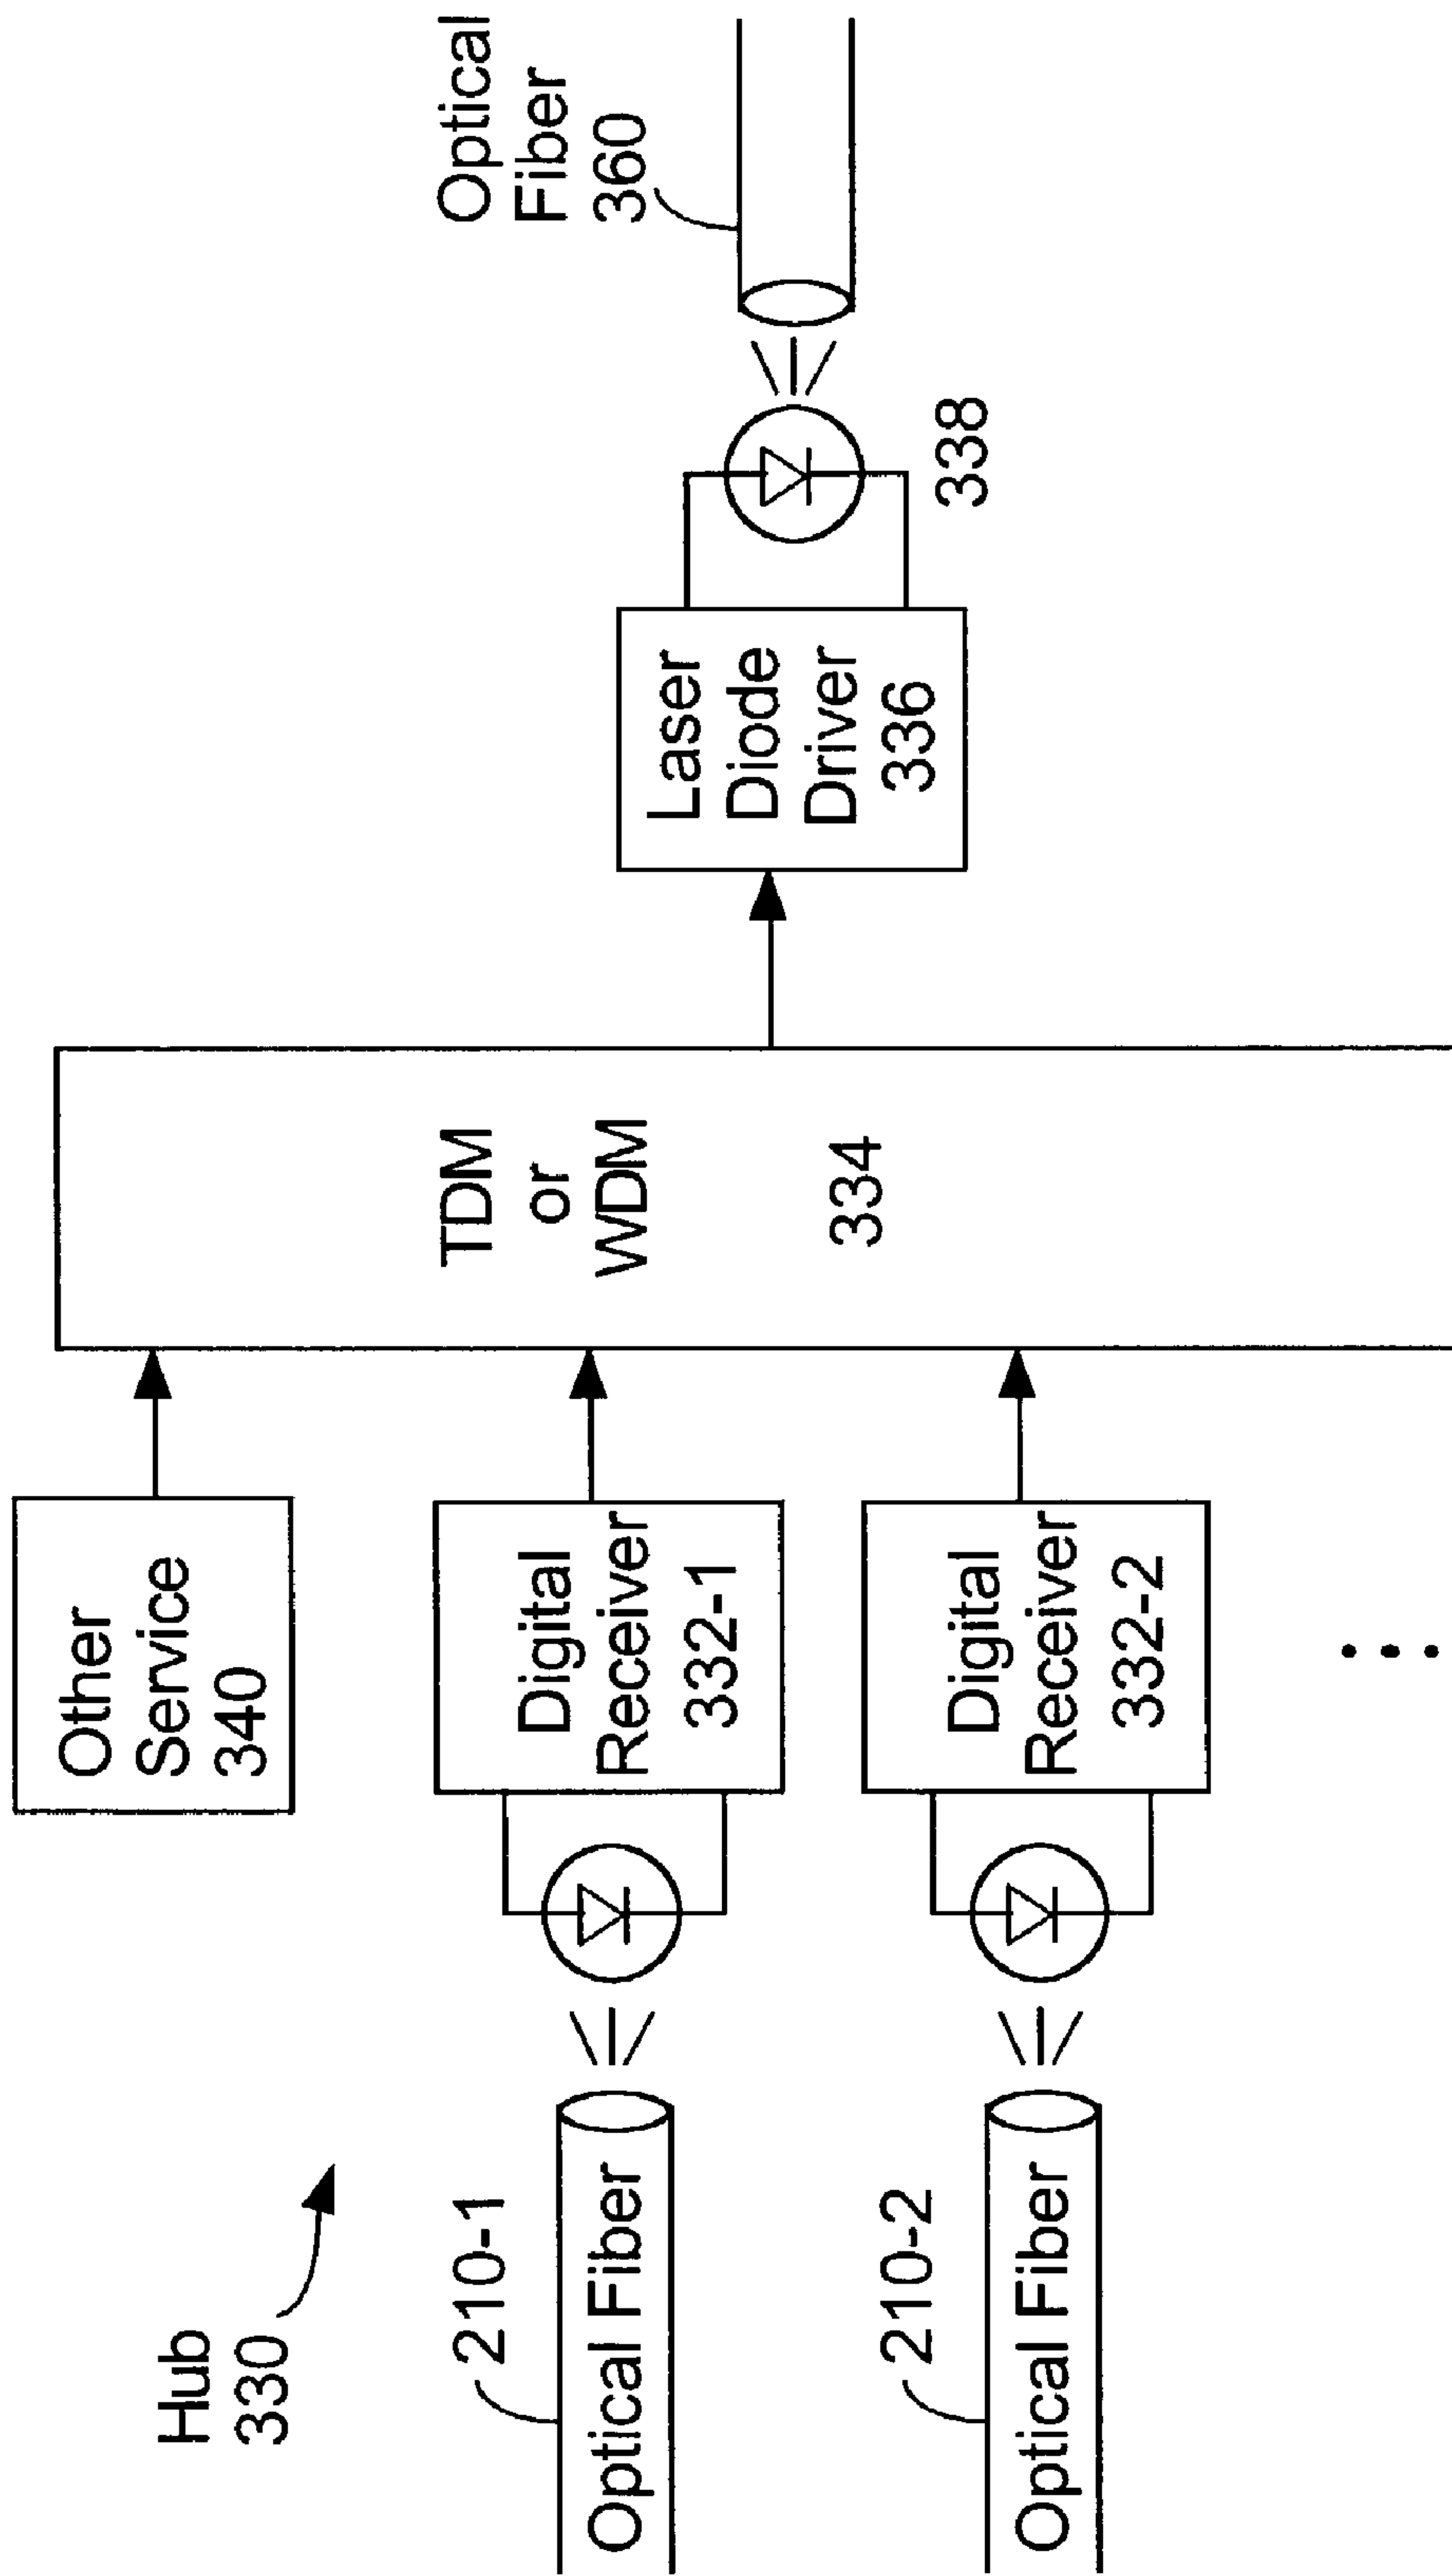 Hub
330
Other
Service
340
210-1
Optical Fiber
Digital
Receiver
332-1
210-2
Optical Fiber
Digital
Receiver
332-2
TDM
or
WDM
334
Laser
Diode
Driver
336
338
Optical
Fiber
360